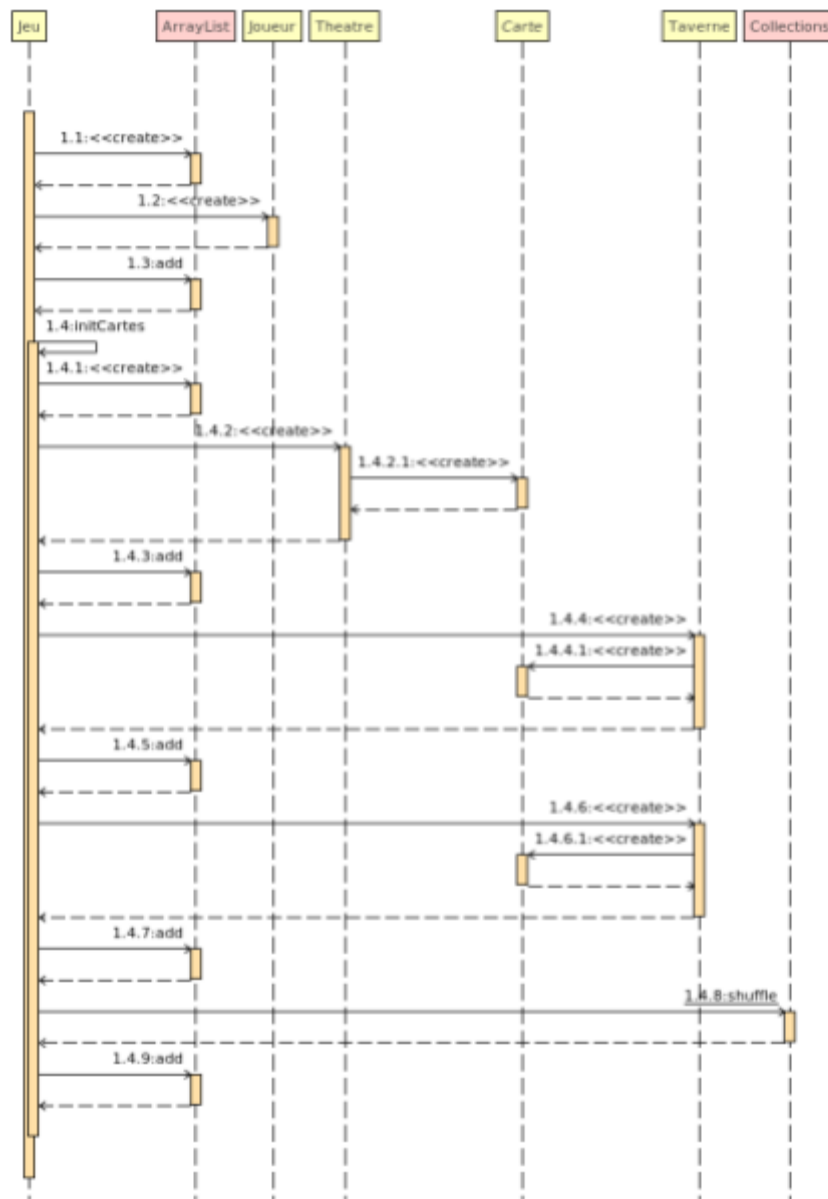 Jeu ArrayList Joueur Theatre Carte Taverne Collections
1.1:<<create>>
1.2:<<create>>
1.3:add
1.4:initCartes
1.4.1:<<create>>
1.4.2:<<create>>
1.4.2.1:<<create>>
1.4.3:add
1.4.4:<<create>>
1.4.4.1:<<create>>
1.4.5:add
1.4.6:<<create>>
1.4.6.1:<<create>>
1.4.7:add
1.4.8:shuffle
1.4.9:add